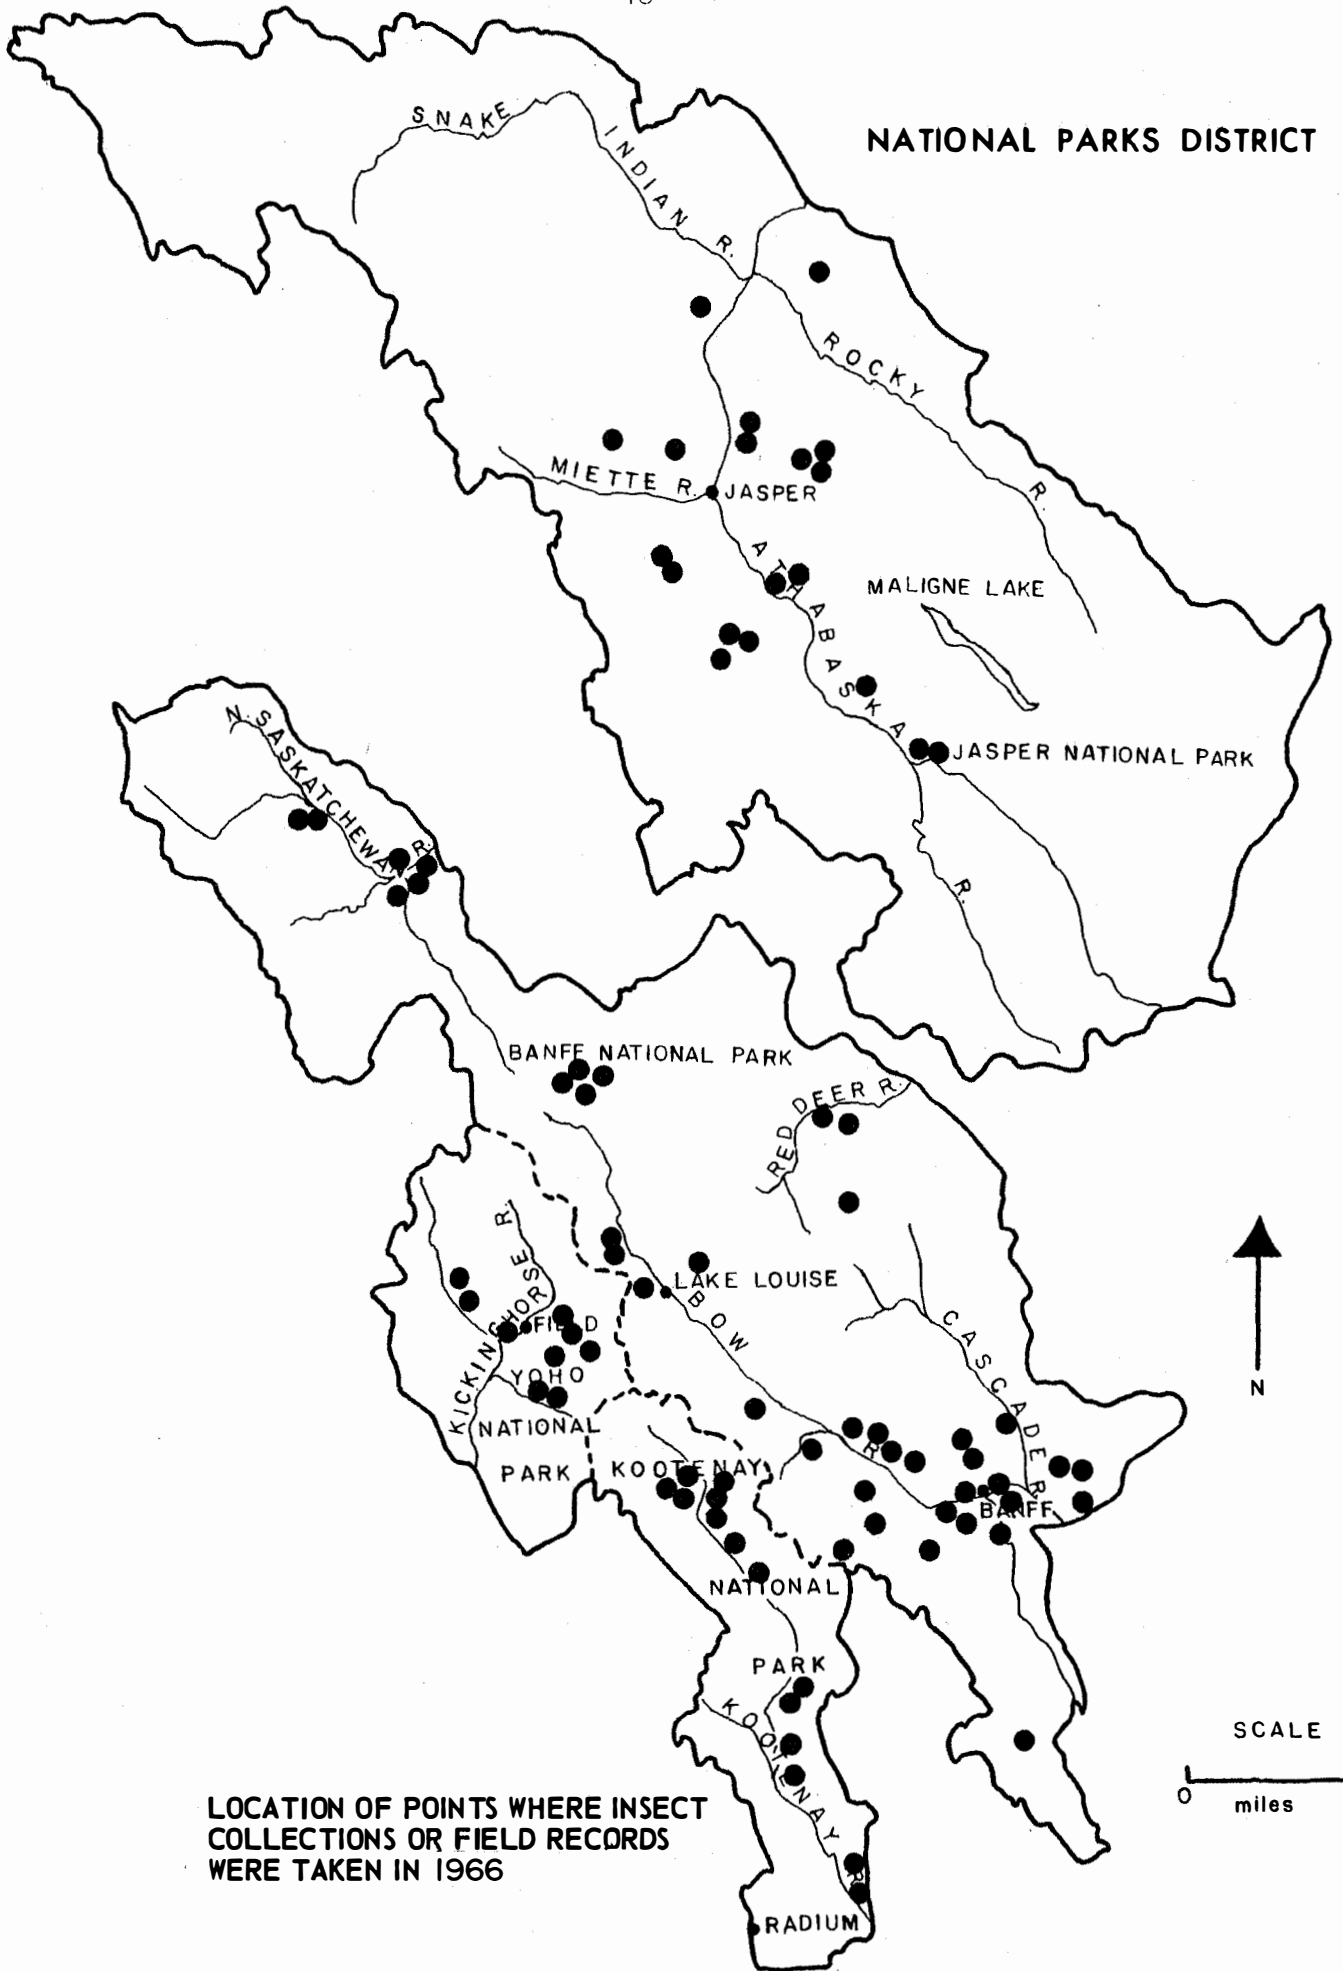 NATIONAL PARKS DISTRICT
SNAKE INDIAN R.
ROCKY R.
MIETTE R.
JASPER
ATHABASKA R.
MALIGNE LAKE
JASPER NATIONAL PARK
N. SASKATCHEWAN R.
BANFF NATIONAL PARK
RED DEER R.
LAKE LOUISE
BOW R.
CASCADE R.
KICKING HORSE R.
FIELD
YOHO
NATIONAL
PARK
KOOTENAY
NATIONAL
PARK
BANFF
KOOTENAY R.
RADIUM
N
SCALE
0
miles
LOCATION OF POINTS WHERE INSECT
COLLECTIONS OR FIELD RECORDS
WERE TAKEN IN 1966